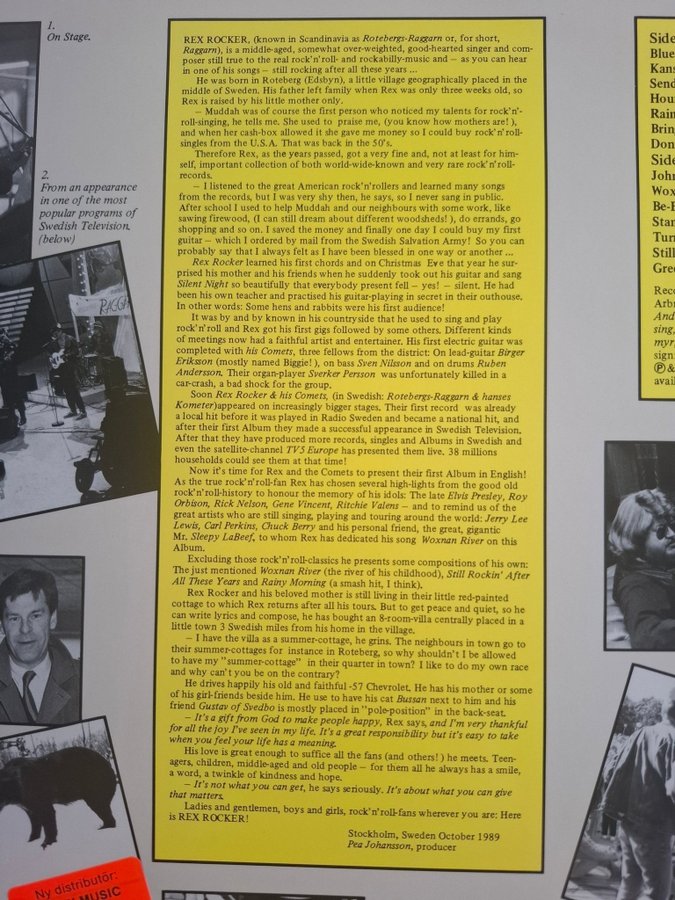 1.
On Stage.
2.
From an appearance
in one of the most
popular programs of
Swedish Television.
(below)
RAGGA
REX ROCKER, (known in Scandinavia as Rotebergs-Raggarn or, for short,
Raggarn), is a middle-aged, somewhat over-weighted, good-hearted singer and com-
poser still true to the real rock'n'roll- and rockabilly-music and – as you can hear
in one of his songs – still rocking after all these years ...
He was born in Roteberg (Edsbyn), a little village geographically placed in the
middle of Sweden. His father left family when Rex was only three weeks old, so
Rex is raised by his little mother only.
– Muddah was of course the first person who noticed my talents for rock'n'-
roll-singing, he tells me. She used to praise me, (you know how mothers are!),
and when her cash-box allowed it she gave me money so I could buy rock'n'roll-
singles from the U.S.A. That was back in the 50's.
Therefore Rex, as the years passed, got a very fine and, not at least for him-
self, important collection of both world-wide-known and very rare rock'n'roll-
records.
– I listened to the great American rock'n'rollers and learned many songs
from the records, but I was very shy then, he says, so I never sang in public.
After school I used to help Muddah and our neighbours with some work, like
sawing firewood, (I can still dream about different woodsheds!), do errands, go
shopping and so on. I saved the money and finally one day I could buy my first
guitar – which I ordered by mail from the Swedish Salvation Army! So you can
probably say that I always felt as I have been blessed in one way or another ...
Rex Rocker learned his first chords and on Christmas Eve that year he sur-
prised his mother and his friends when he suddenly took out his guitar and sang
Silent Night so beautifully that everybody present fell – yes! – silent. He had
been his own teacher and practised his guitar-playing in secret in their outhouse.
In other words: Some hens and rabbits were his first audience!
It was by and by known in his countryside that he used to sing and play
rock'n'roll and Rex got his first gigs followed by some others. Different kinds
of meetings now had a faithful artist and entertainer. His first electric guitar was
completed with his Comets, three fellows from the district: On lead-guitar Birger
Eriksson (mostly named Biggie!), on bass Sven Nilsson and on drums Ruben
Andersson. Their organ-player Sverker Persson was unfortunately killed in a
car-crash, a bad shock for the group.
Soon Rex Rocker & his Comets, (in Swedish: Rotebergs-Raggarn & hanses
Kometer)appeared on increasingly bigger stages. Their first record was already
a local hit before it was played in Radio Sweden and became a national hit, and
after their first Album they made a successful appearance in Swedish Television.
After that they have produced more records, singles and Albums in Swedish and
even the satellite-channel TV5 Europe has presented them live. 38 millions
households could see them at that time!
Now it's time for Rex and the Comets to present their first Album in English!
As the true rock'n'roll-fan Rex has chosen several high-lights from the good old
rock'n'roll-history to honour the memory of his idols: The late Elvis Presley, Roy
Orbison, Rick Nelson, Gene Vincent, Ritchie Valens – and to remind us of the
great artists who are still singing, playing and touring around the world: Jerry Lee
Lewis, Carl Perkins, Chuck Berry and his personal friend, the great, gigantic
Mr. Sleepy LaBeef, to whom Rex has dedicated his song Woxnan River on this
Album.
Excluding those rock'n'roll-classics he presents some compositions of his own:
The just mentioned Woxnan River (the river of his childhood), Still Rockin' After
All These Years and Rainy Morning (a smash hit, I think).
Rex Rocker and his beloved mother is still living in their little red-painted
cottage to which Rex returns after all his tours. But to get peace and quiet, so he
can write lyrics and compose, he has bought an 8-room-villa centrally placed in a
little town 3 Swedish miles from his home in the village.
– I have the villa as a summer-cottage, he grins. The neighbours in town go to
their summer-cottages for instance in Roteberg, so why shouldn't I be allowed
to have my "summer-cottage" in their quarter in town? I like to do my own race
and why can't you be on the contrary?
He drives happily his old and faithful -57 Chevrolet. He has his mother or some
of his girl-friends beside him. He use to have his cat Bussan next to him and his
friend Gustav of Svedbo is mostly placed in "pole-position" in the back-seat.
– It's a gift from God to make people happy, Rex says, and I'm very thankful
for all the joy I've seen in my life. It's a great responsibility but it's easy to take
when you feel your life has a meaning.
His love is great enough to suffice all the fans (and others!) he meets. Teen-
agers, children, middle-aged and old people – for them all he always has a smile,
a word, a twinkle of kindness and hope.
– It's not what you can get, he says seriously. It's about what you can give
that matters.
Ladies and gentlemen, boys and girls, rock'n'roll-fans wherever you are: Here
is REX ROCKER!
Stockholm, Sweden October 1989
Pea Johansson, producer
Side
Blue
Kans
Send
Hou
Rain
Brin
Don
Side
John
Wox
Be-B
Stan
Turn
Still
Gree
Reco
Arbr
And
sing,
myr
sign
Ⓟ &
avail
Ny distributör:
MUSIC